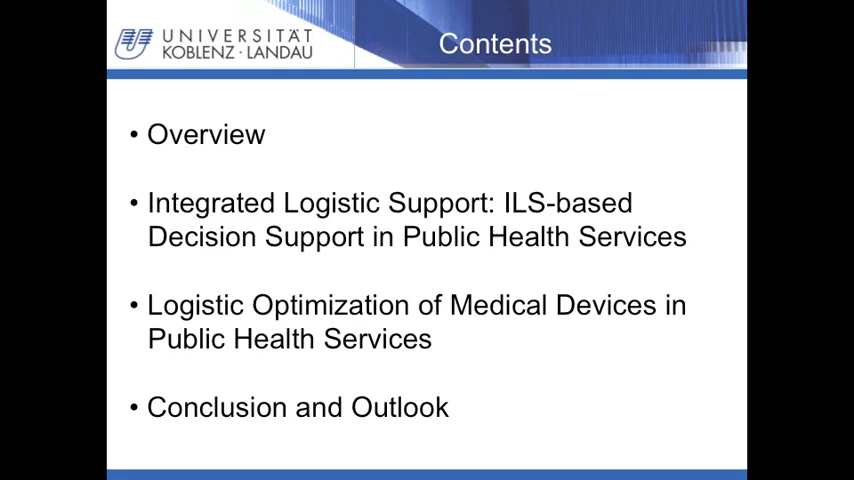 UNIVERSITÄT
KOBLENZ · LANDAU
Contents
• Overview
• Integrated Logistic Support: ILS-based
Decision Support in Public Health Services
• Logistic Optimization of Medical Devices in
Public Health Services
• Conclusion and Outlook